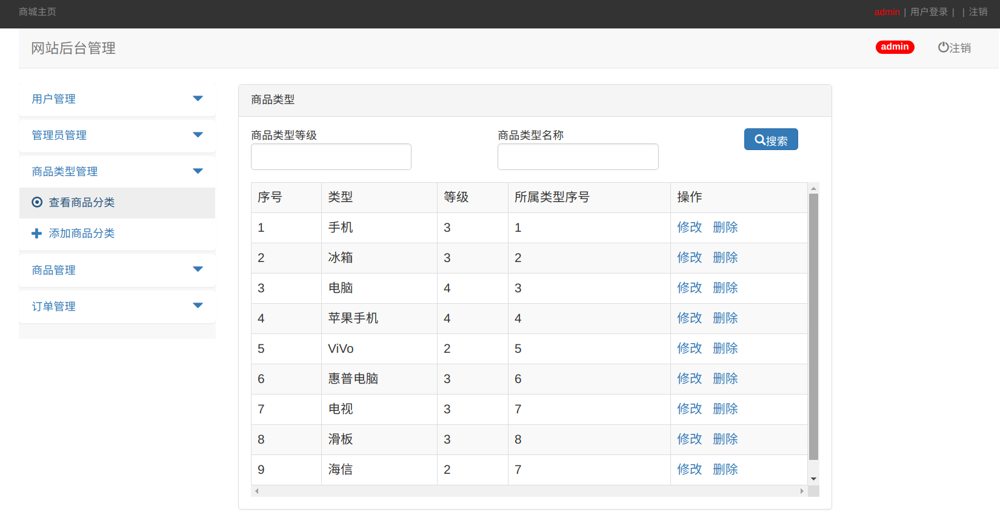 商城主页 admin | 用户登录 | | 注销
网站后台管理 admin 注销
用户管理
管理员管理
商品类型管理
查看商品分类
添加商品分类
商品管理
订单管理
商品类型
商品类型等级 商品类型名称 搜索
序号 类型 等级 所属类型序号 操作
1 手机 3 1 修改 删除
2 冰箱 3 2 修改 删除
3 电脑 4 3 修改 删除
4 苹果手机 4 4 修改 删除
5 ViVo 2 5 修改 删除
6 惠普电脑 3 6 修改 删除
7 电视 3 7 修改 删除
8 滑板 3 8 修改 删除
9 海信 2 7 修改 删除